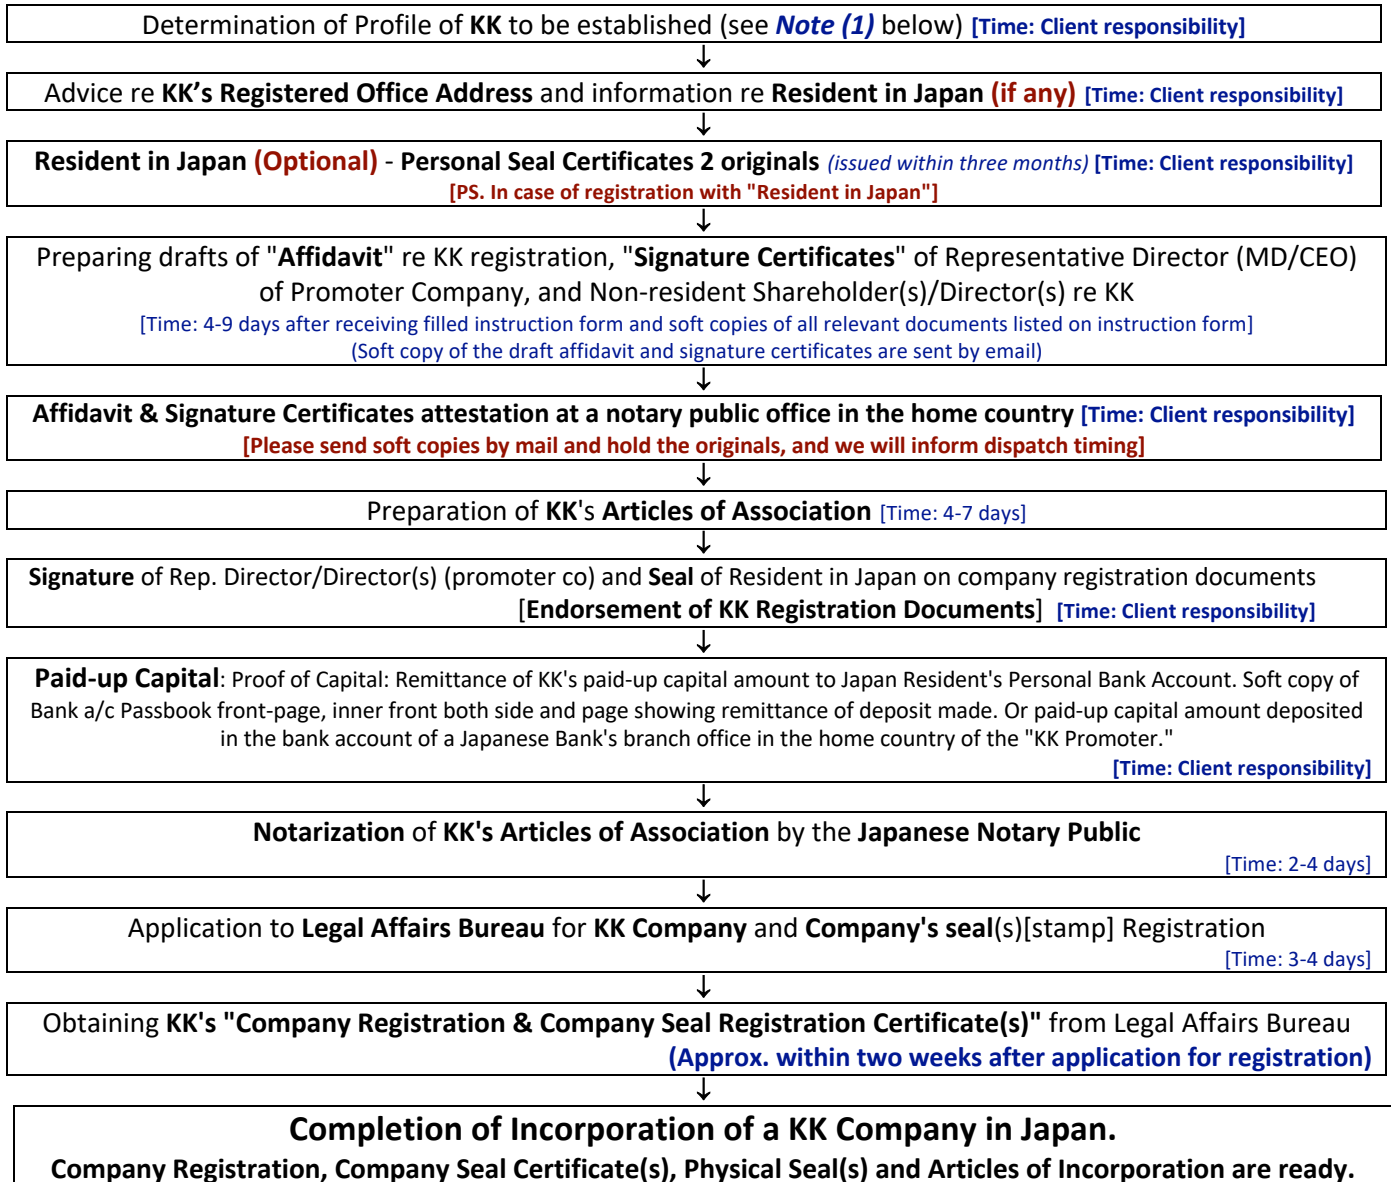 Determination of Profile of KK to be established (see Note (1) below) [Time: Client responsibility]
↓
Advice re KK’s Registered Office Address and information re Resident in Japan (if any) [Time: Client responsibility]
↓
Resident in Japan (Optional) - Personal Seal Certificates 2 originals (issued within three months) [Time: Client responsibility]
[PS. In case of registration with "Resident in Japan"]
↓
Preparing drafts of "Affidavit" re KK registration, "Signature Certificates" of Representative Director (MD/CEO)
of Promoter Company, and Non-resident Shareholder(s)/Director(s) re KK
[Time: 4-9 days after receiving filled instruction form and soft copies of all relevant documents listed on instruction form]
(Soft copy of the draft affidavit and signature certificates are sent by email)
↓
Affidavit & Signature Certificates attestation at a notary public office in the home country [Time: Client responsibility]
[Please send soft copies by mail and hold the originals, and we will inform dispatch timing]
↓
Preparation of KK's Articles of Association [Time: 4-7 days]
↓
Signature of Rep. Director/Director(s) (promoter co) and Seal of Resident in Japan on company registration documents
[Endorsement of KK Registration Documents] [Time: Client responsibility]
↓
Paid-up Capital: Proof of Capital: Remittance of KK's paid-up capital amount to Japan Resident's Personal Bank Account. Soft copy of
Bank a/c Passbook front-page, inner front both side and page showing remittance of deposit made. Or paid-up capital amount deposited
in the bank account of a Japanese Bank's branch office in the home country of the "KK Promoter."
[Time: Client responsibility]
↓
Notarization of KK's Articles of Association by the Japanese Notary Public
[Time: 2-4 days]
↓
Application to Legal Affairs Bureau for KK Company and Company's seal(s)[stamp] Registration
[Time: 3-4 days]
↓
Obtaining KK's "Company Registration & Company Seal Registration Certificate(s)" from Legal Affairs Bureau
(Approx. within two weeks after application for registration)
↓
Completion of Incorporation of a KK Company in Japan.
Company Registration, Company Seal Certificate(s), Physical Seal(s) and Articles of Incorporation are ready.